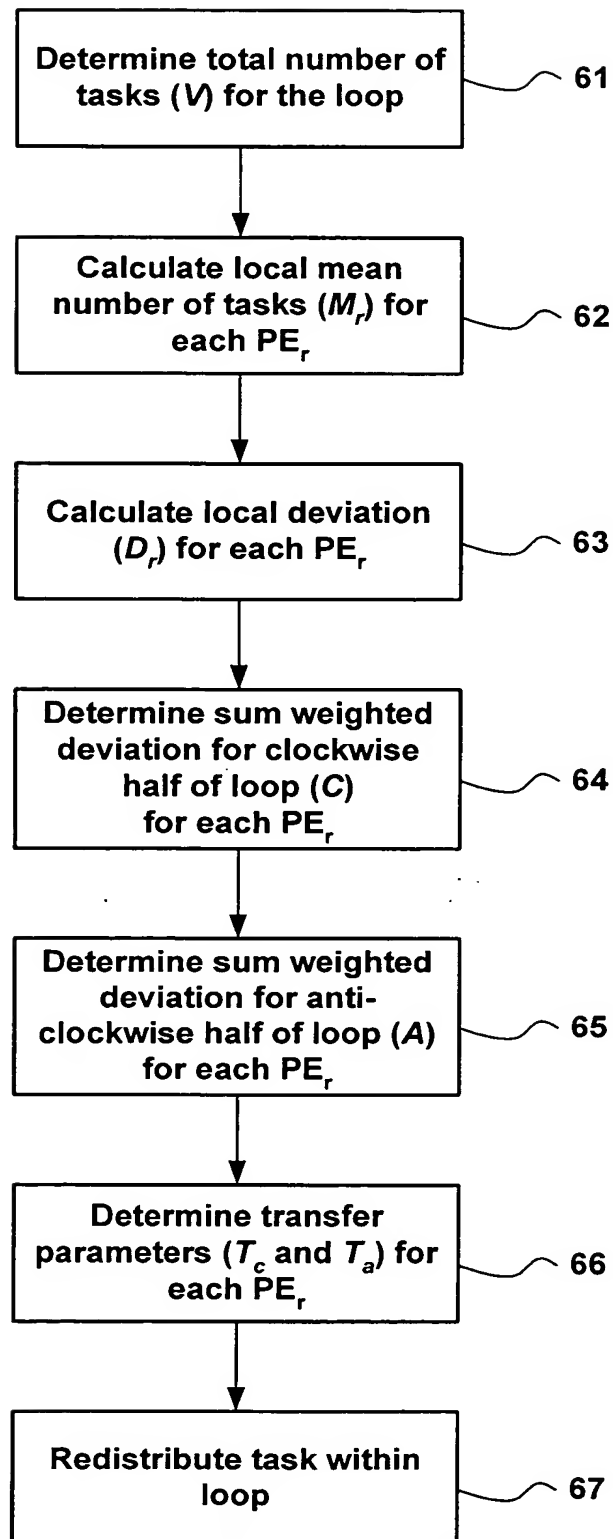 Determine total number of
tasks (V) for the loop
61
Calculate local mean
number of tasks (Mr) for
each PEr
62
Calculate local deviation
(Dr) for each PEr
63
Determine sum weighted
deviation for clockwise
half of loop (C)
for each PEr
64
Determine sum weighted
deviation for anti-
clockwise half of loop (A)
for each PEr
65
Determine transfer
parameters (Tc and Ta) for
each PEr
66
Redistribute task within
loop
67